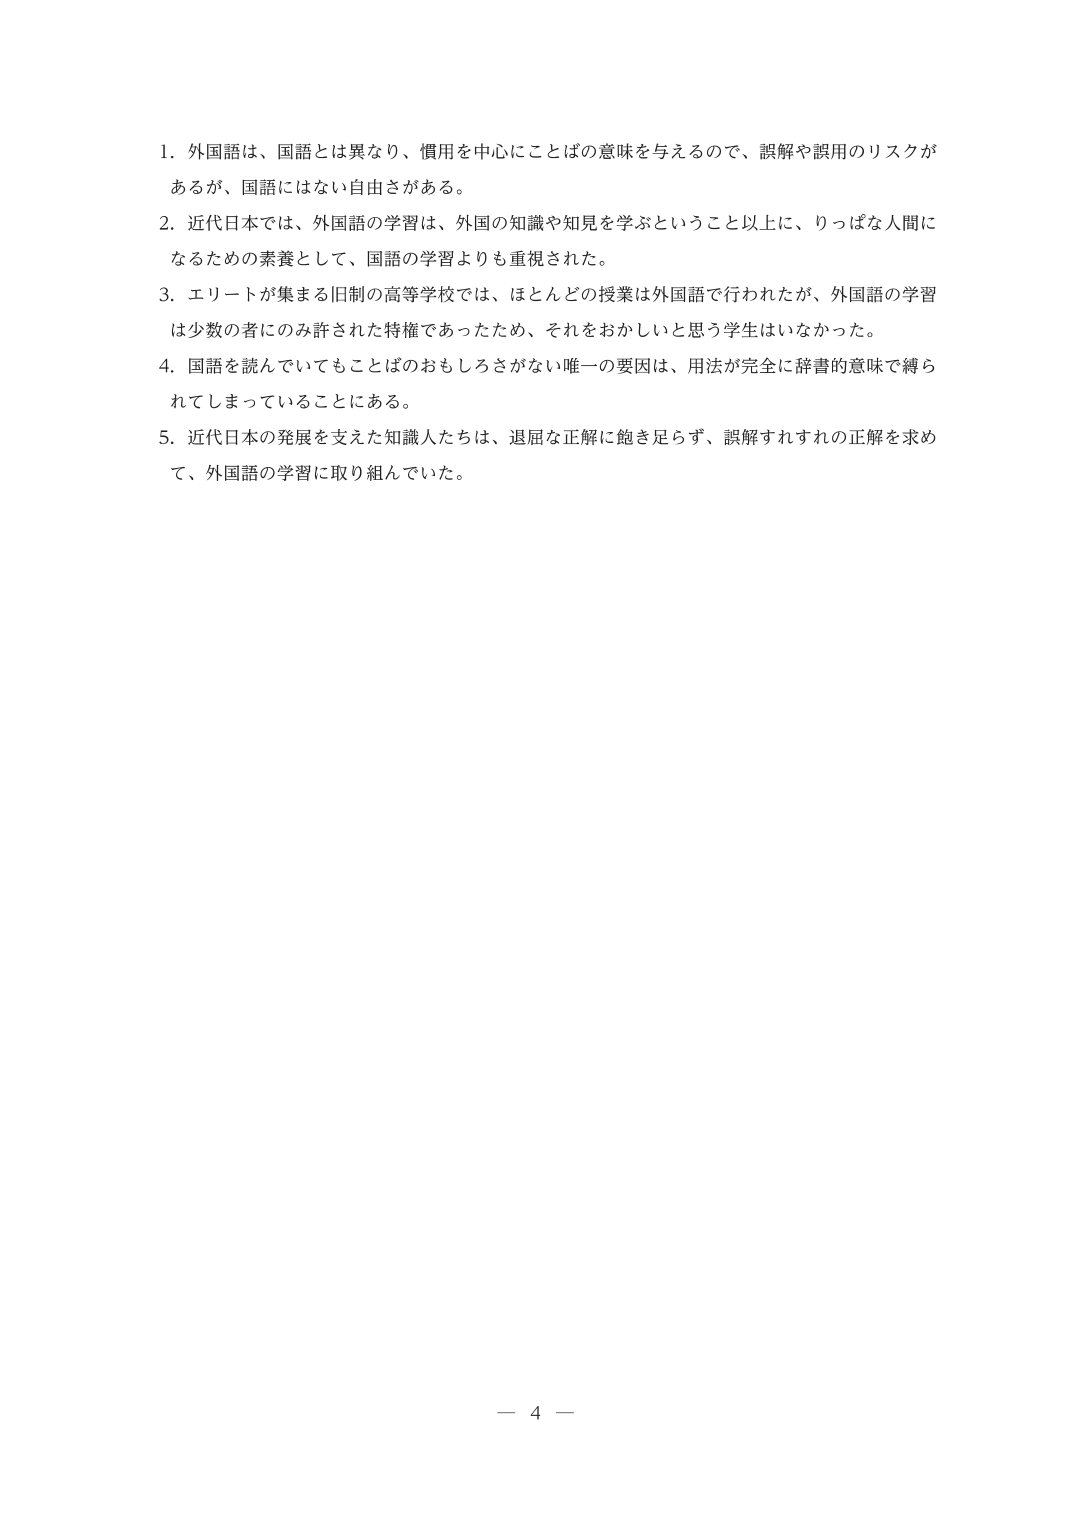 1．外国語は、国語とは異なり、慣用を中心にことばの意味を与えるので、誤解や誤用のリスクが
あるが、国語にはない自由さがある。
2．近代日本では、外国語の学習は、外国の知識や知見を学ぶということ以上に、りっぱな人間に
なるための素養として、国語の学習よりも重視された。
3．エリートが集まる旧制の高等学校では、ほとんどの授業は外国語で行われたが、外国語の学習
は少数の者にのみ許された特権であったため、それをおかしいと思う学生はいなかった。
4．国語を読んでいてもことばのおもしろさがない唯一の要因は、用法が完全に辞書的意味で縛ら
れてしまっていることにある。
5．近代日本の発展を支えた知識人たちは、退屈な正解に飽き足らず、誤解すれすれの正解を求め
て、外国語の学習に取り組んでいた。
— 4 —